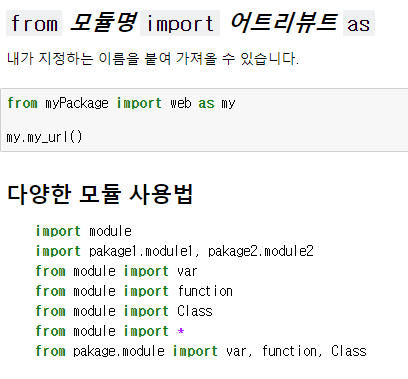 from 모듈명 import 어트리뷰트 as
내가 지정하는 이름을 붙여 가져올 수 있습니다.
from myPackage import web as my
my.my_url()
다양한 모듈 사용법
import module
import pakage1.module1, pakage2.module2
from module import var
from module import function
from module import Class
from module import *
from pakage.module import var, function, Class